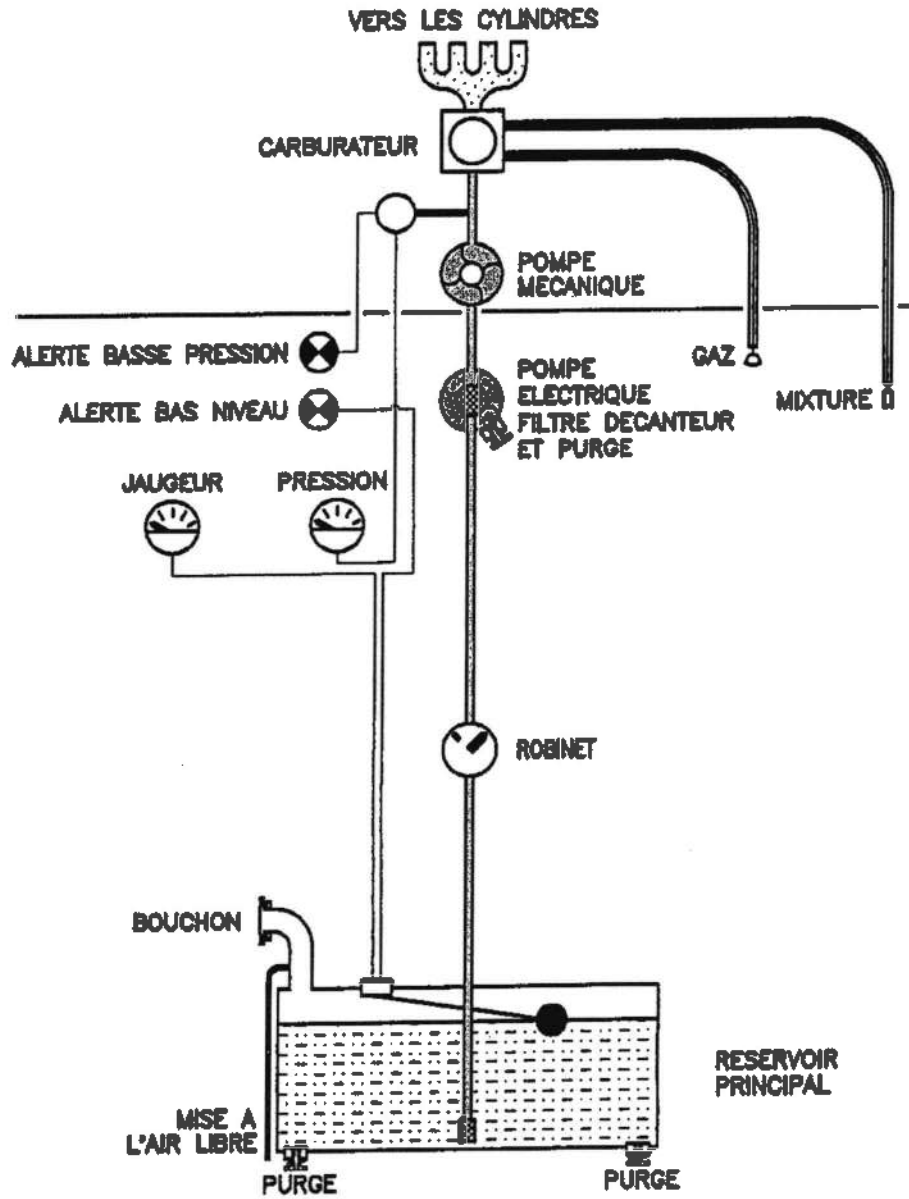 VERS LES CYLINDRES
CARBURATEUR
POMPE
MECANIQUE
ALERTE BASSE PRESSION
GAZ
POMPE
ELECTRIQUE
FILTRE DECANTEUR
ET PURGE
MIXTURE
ALERTE BAS NIVEAU
JAUGEUR
PRESSION
ROBINET
BOUCHON
RESERVOIR
PRINCIPAL
MISE A
L'AIR LIBRE
PURGE
PURGE